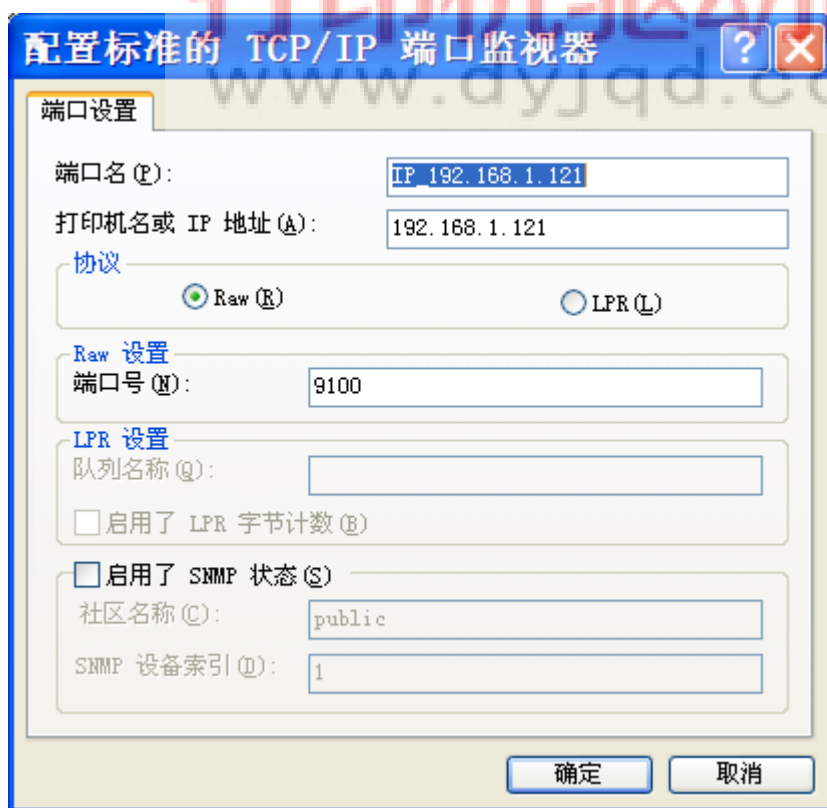 配置标准的 TCP/IP 端口监视器
www.dyjqd.co
端口设置
端口名(P): IP_192.168.1.121
打印机名或 IP 地址(A): 192.168.1.121
协议
Raw(R) LPR(L)
Raw 设置
端口号(N): 9100
LPR 设置
队列名称(Q):
启用了 LPR 字节计数(B)
启用了 SNMP 状态(S)
社区名称(C): public
SNMP 设备索引(D): 1
确定 取消